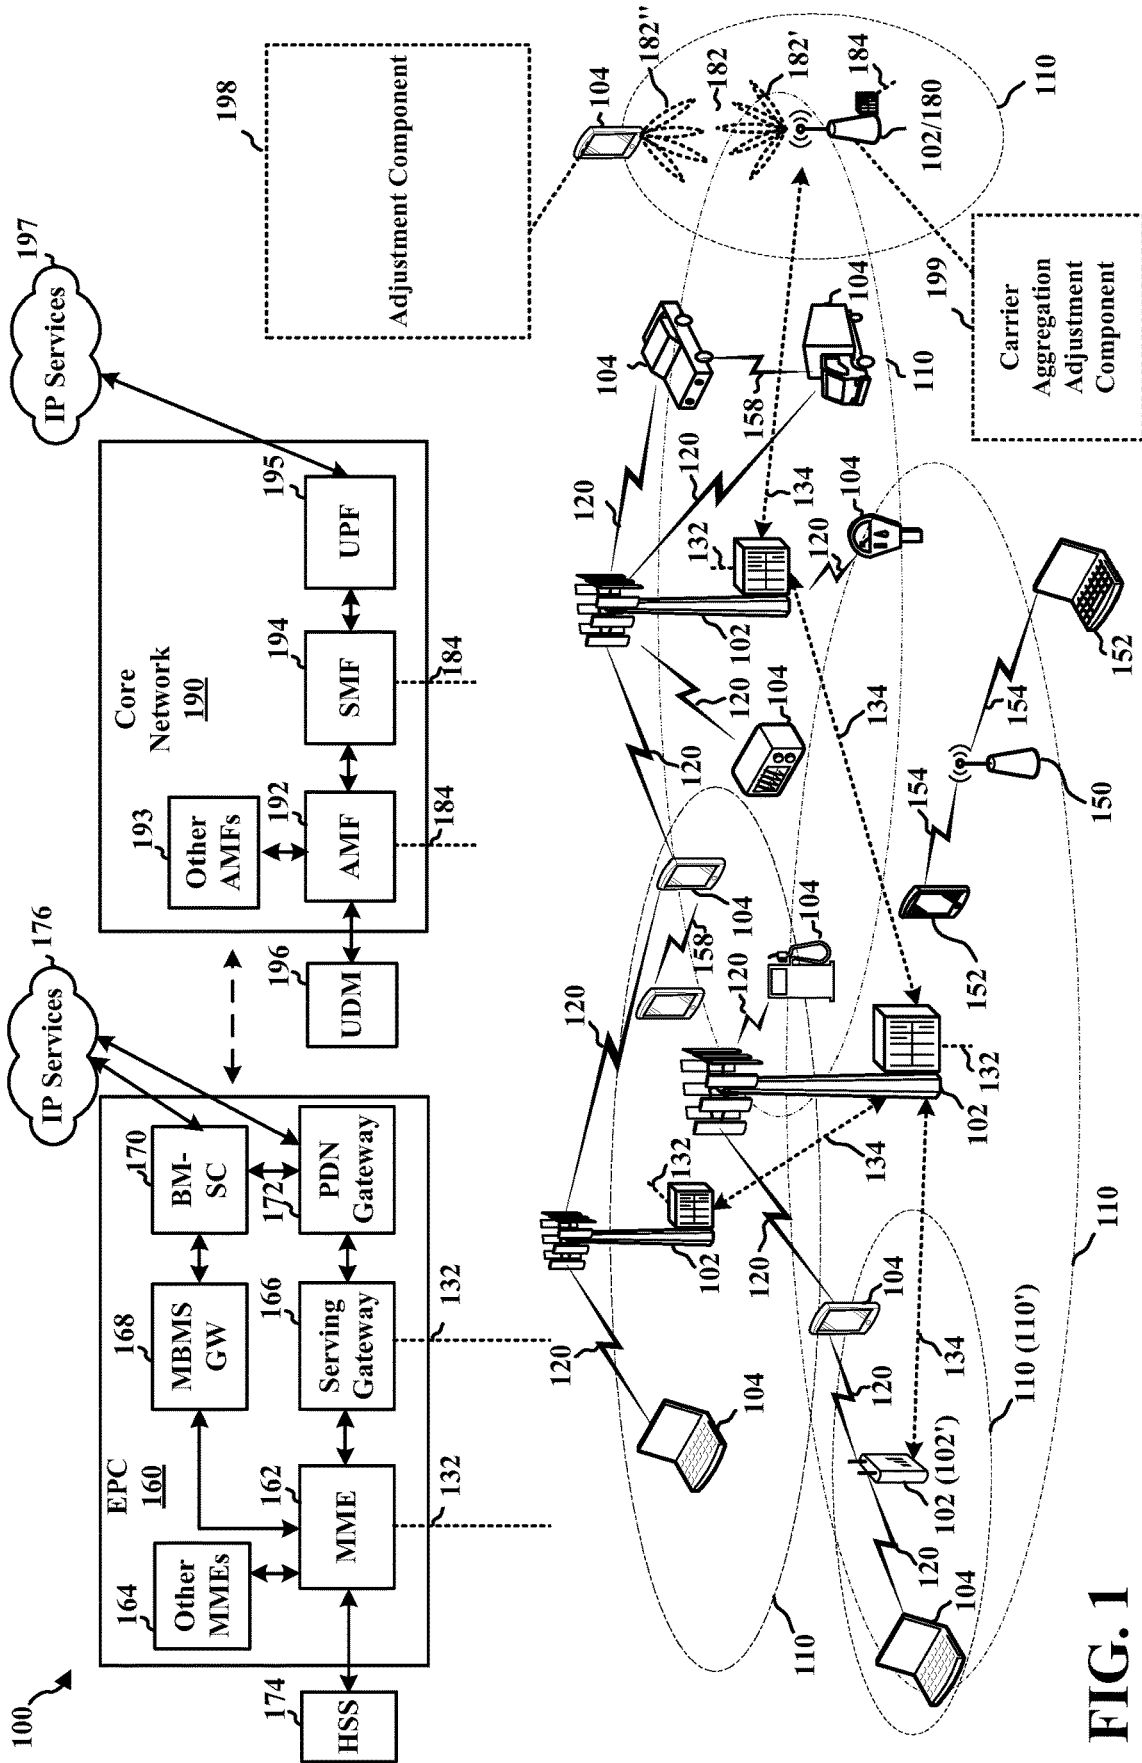 100
EPC
160
164
Other
MMEs
162
MME
174
HSS
168
MBMS
GW
166
Serving
Gateway
170
BM-
SC
172
PDN
Gateway
132
132
176
IP Services
Core
Network
190
193
Other
AMFs
192
AMF
196
UDM
194
SMF
195
UPF
184
184
197
IP Services
198
Adjustment Component
104
182''
182
182'
184
102/180
110
199
Carrier
Aggregation
Adjustment
Component
104
158
104
110
120
120
134
132
102
120
104
120
104
120
134
120
104
158
104
120
132
102
152
154
150
154
152
132
102
134
120
104
120
104
134
110 (110')
110
120
102 (102')
120
104
110
FIG. 1